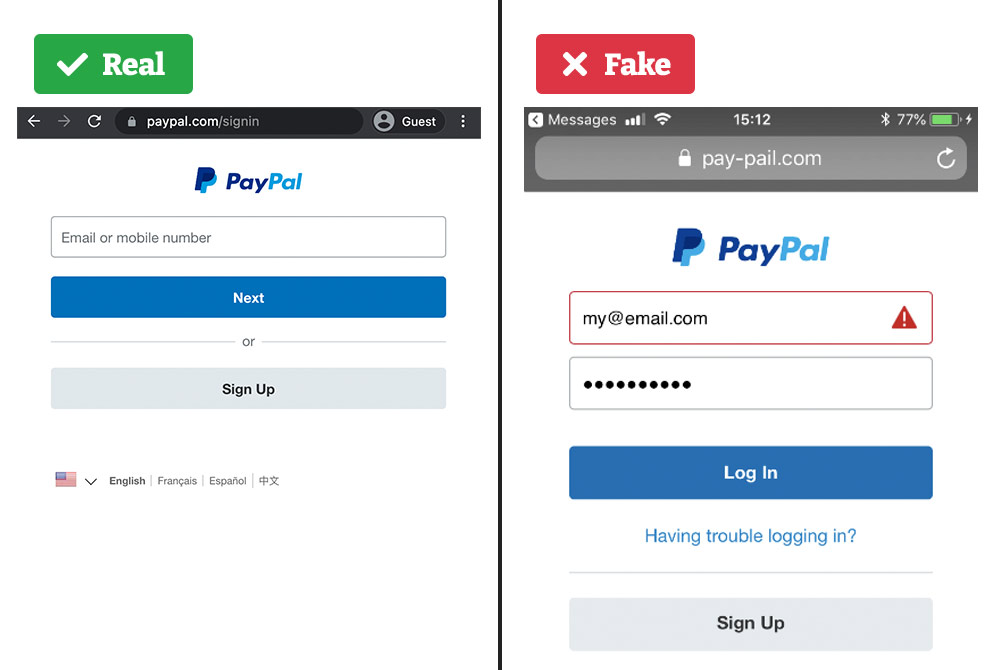 Real
paypal.com/signin
Guest
PayPal
Email or mobile number
Next
or
Sign Up
English
Français
Español
中文
Fake
Messages
15:12
77%
pay-pail.com
PayPal
my@email.com
••••••••••
Log In
Having trouble logging in?
Sign Up